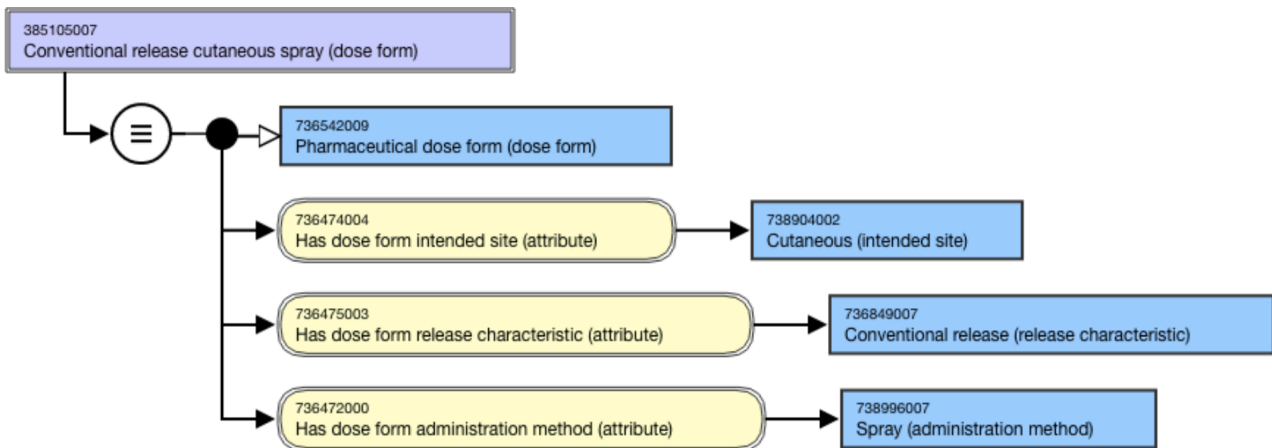 385105007
Conventional release cutaneous spray (dose form)
736542009
Pharmaceutical dose form (dose form)
736474004
Has dose form intended site (attribute)
738904002
Cutaneous (intended site)
736475003
Has dose form release characteristic (attribute)
736849007
Conventional release (release characteristic)
736472000
Has dose form administration method (attribute)
738996007
Spray (administration method)